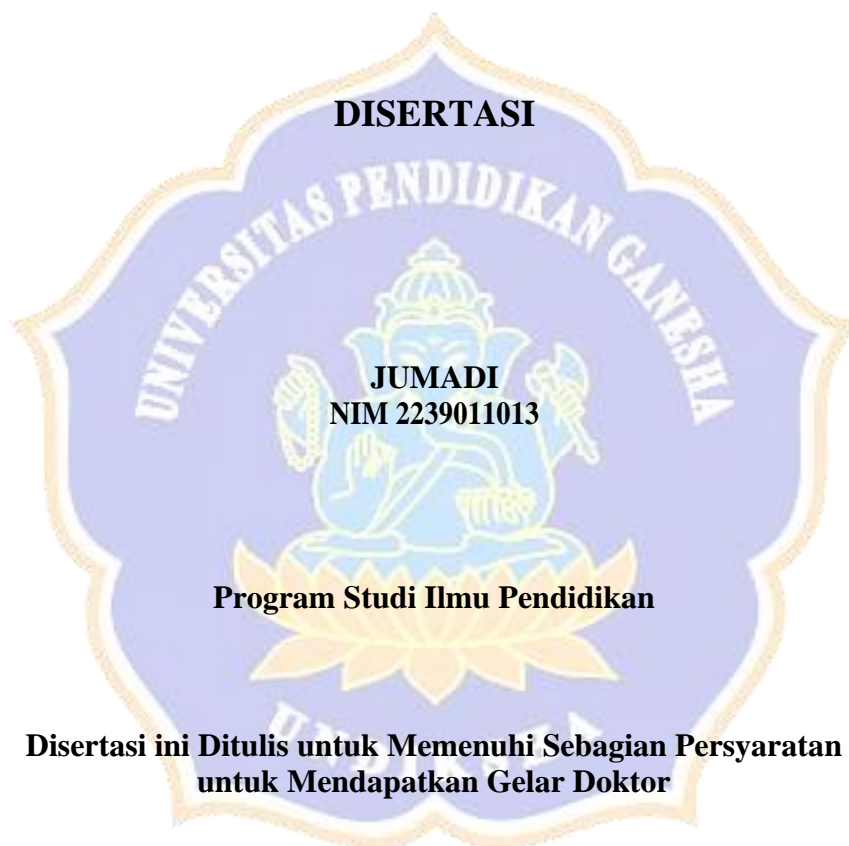 DISERTASI
UNIVERSITAS PENDIDIKAN GANESHA
JUMADI
NIM 2239011013
Program Studi Ilmu Pendidikan
UNDIKSHA
Disertasi ini Ditulis untuk Memenuhi Sebagian Persyaratan
untuk Mendapatkan Gelar Doktor